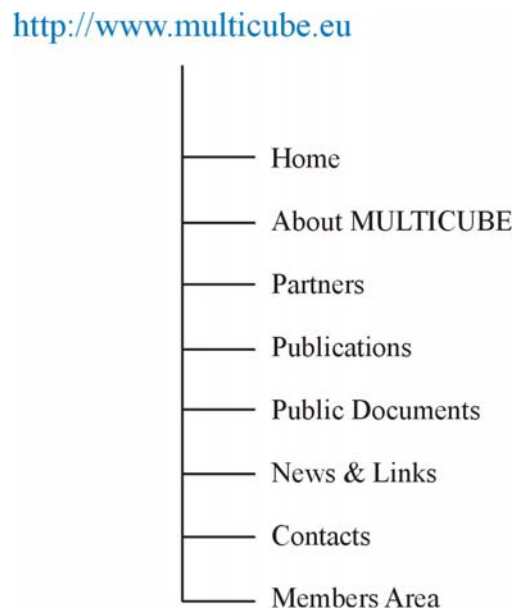 http://www.multicube.eu
Home
About MULTICUBE
Partners
Publications
Public Documents
News & Links
Contacts
Members Area